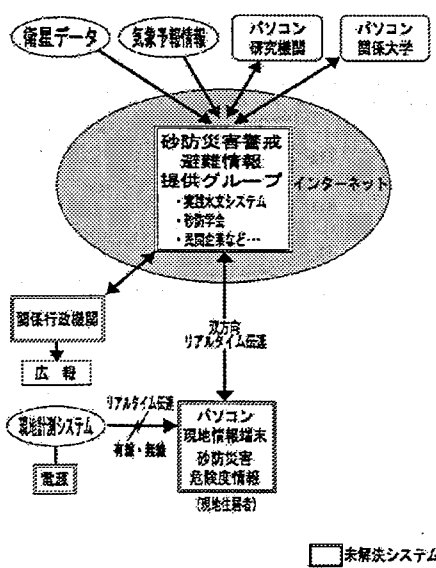 衛星データ
気象予報情報
パソコン
研究機関
パソコン
関係大学
砂防災害警戒
避難情報
提供グループ
・実践水文システム
・砂防学会
・民間企業など…
インターネット
関係行政機関
広 報
双方向
リアルタイム伝達
現地計測システム
電源
リアルタイム伝達
有線・無線
パソコン
現地情報端末
砂防災害
危険度情報
(現地住居者)
未解決システム